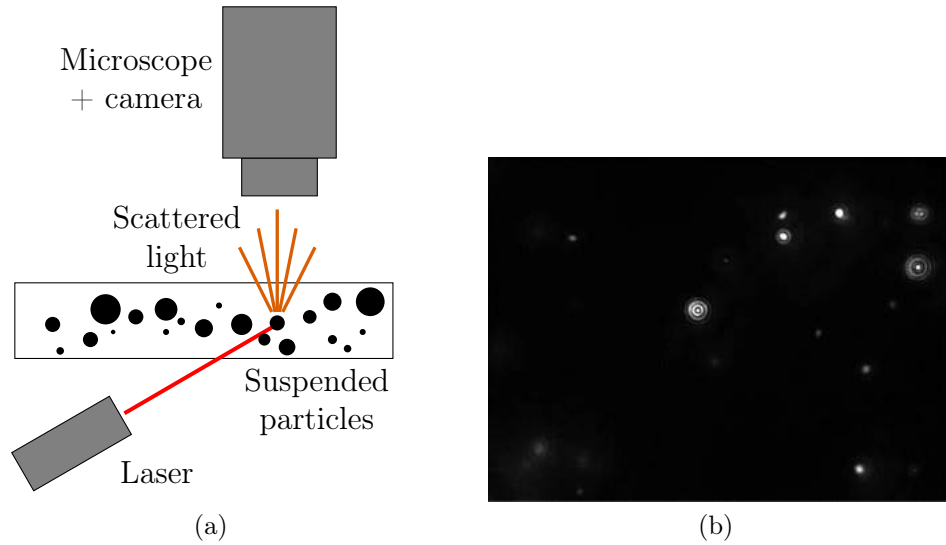 Microscope
+ camera
Scattered
light
Suspended
particles
Laser
(a)
(b)